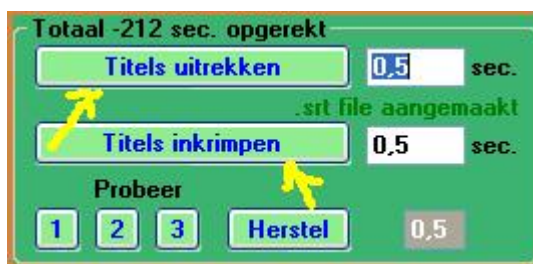 Totaal -212 sec. opgerekt
Titels uitrekken 0,5 sec.
.srt file aangemaakt
Titels inkrimpen 0,5 sec.
Probeer
1 2 3 Herstel 0,5